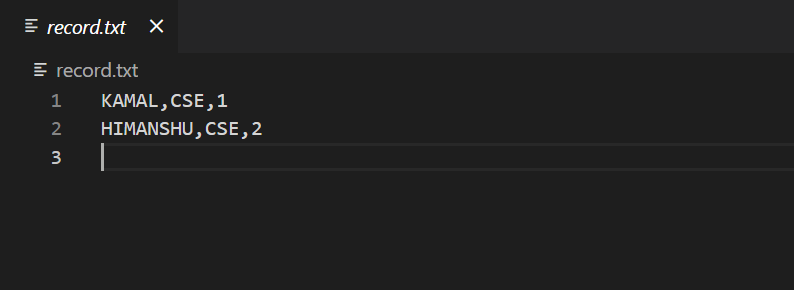 record.txt
record.txt
1 KAMAL,CSE,1
2 HIMANSHU,CSE,2
3